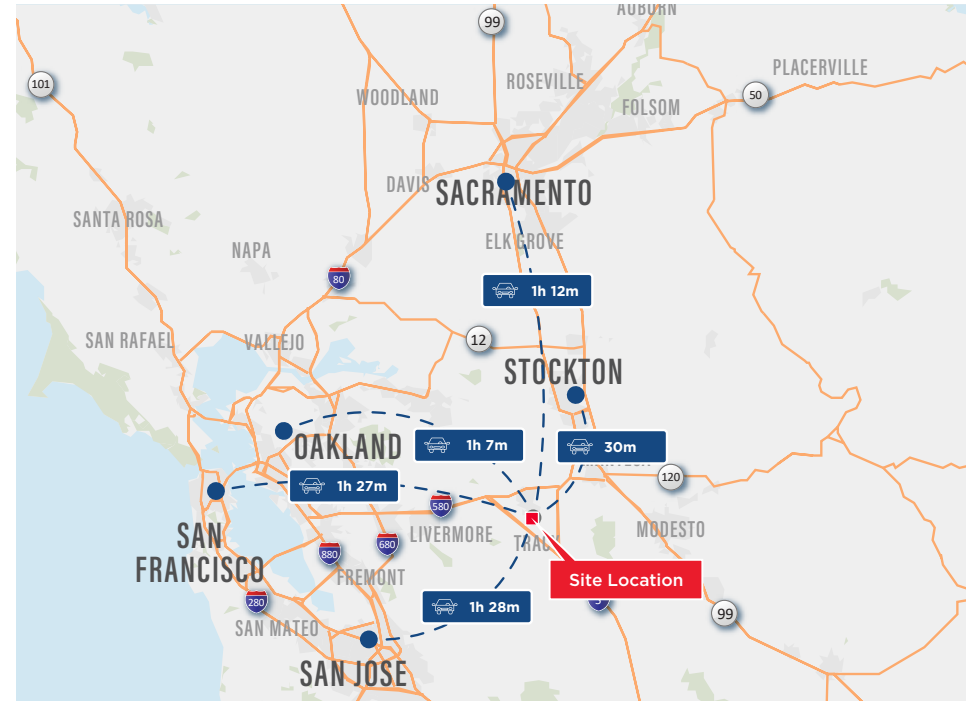 AUBURN
99
PLACERVILLE
101
ROSEVILLE
50
WOODLAND
FOLSOM
DAVIS
SACRAMENTO
SANTA ROSA
ELK GROVE
NAPA
80
1h 12m
12
SAN RAFAEL
VALLEJO
STOCKTON
OAKLAND
1h 7m
30m
120
1h 27m
580
MODESTO
LIVERMORE
SAN
FRANCISCO
680
880
FREMONT
Site Location
280
1h 28m
99
SAN MATEO
SAN JOSE